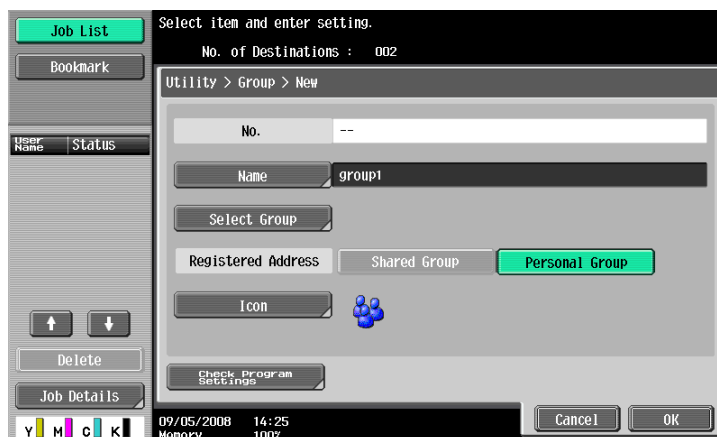 Job List
Bookmark
User Name Status
Delete
Job Details
Y M C K
Select item and enter setting.
No. of Destinations : 002
Utility > Group > New
No. --
Name group1
Select Group
Registered Address Shared Group Personal Group
Icon
Check Program
Settings
09/05/2008 14:25
Memory 100%
Cancel OK